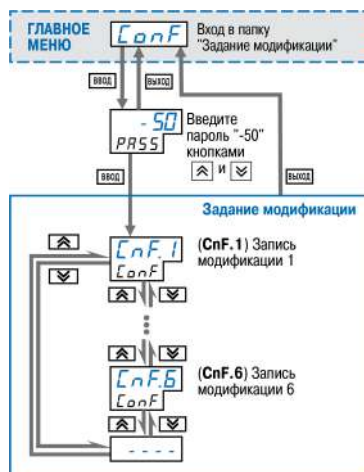 ГЛАВНОЕ
МЕНЮ
ConF
Вход в папку
"Задание модификации"
ВВОД
ВЫХОД
- 50
PASS
Введите
пароль "-50"
кнопками
и
ВВОД
ВЫХОД
Задание модификации
CnF.1
ConF
(CnF.1) Запись
модификации 1
CnF.6
ConF
(CnF.6) Запись
модификации 6
- - - -